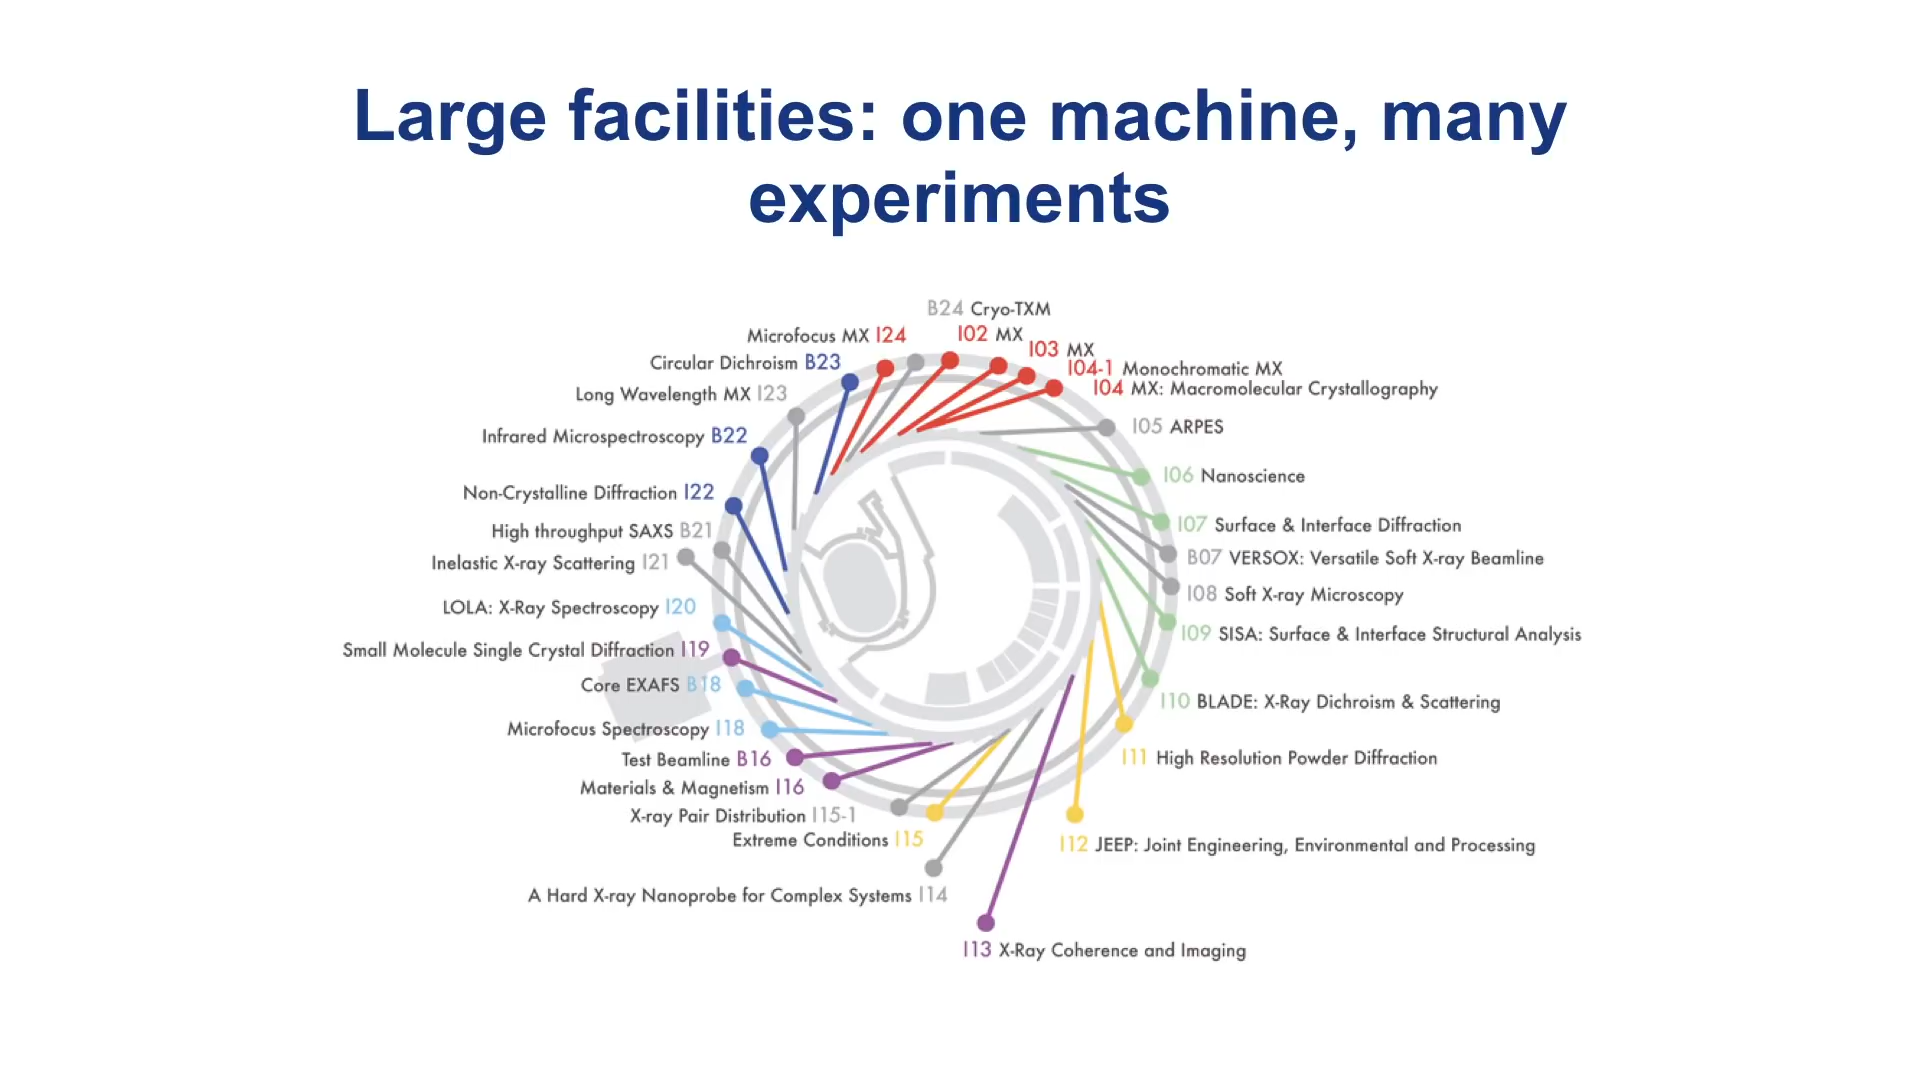 Large facilities: one machine, many
experiments
B24 Cryo-TXM
Microfocus MX I24
I02 MX
I03 MX
Circular Dichroism B23
I04-1 Monochromatic MX
I04 MX: Macromolecular Crystallography
Long Wavelength MX I23
I05 ARPES
Infrared Microspectroscopy B22
I06 Nanoscience
Non-Crystalline Diffraction I22
I07 Surface & Interface Diffraction
High throughput SAXS B21
B07 VERSOX: Versatile Soft X-ray Beamline
Inelastic X-ray Scattering I21
I08 Soft X-ray Microscopy
LOLA: X-Ray Spectroscopy I20
I09 SISA: Surface & Interface Structural Analysis
Small Molecule Single Crystal Diffraction I19
Core EXAFS B18
I10 BLADE: X-Ray Dichroism & Scattering
Microfocus Spectroscopy I18
I11 High Resolution Powder Diffraction
Test Beamline B16
Materials & Magnetism I16
X-ray Pair Distribution I15-1
Extreme Conditions I15
I12 JEEP: Joint Engineering, Environmental and Processing
A Hard X-ray Nanoprobe for Complex Systems I14
I13 X-Ray Coherence and Imaging